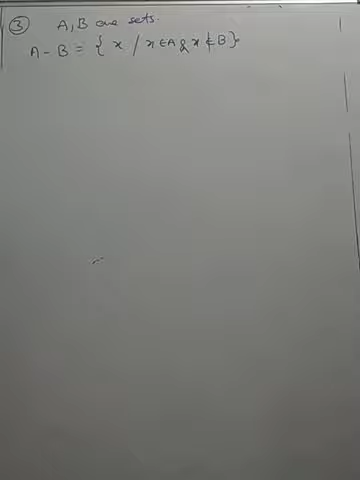 ③ A, B are sets.
A - B = { x / x ∈ A & x ∉ B }.